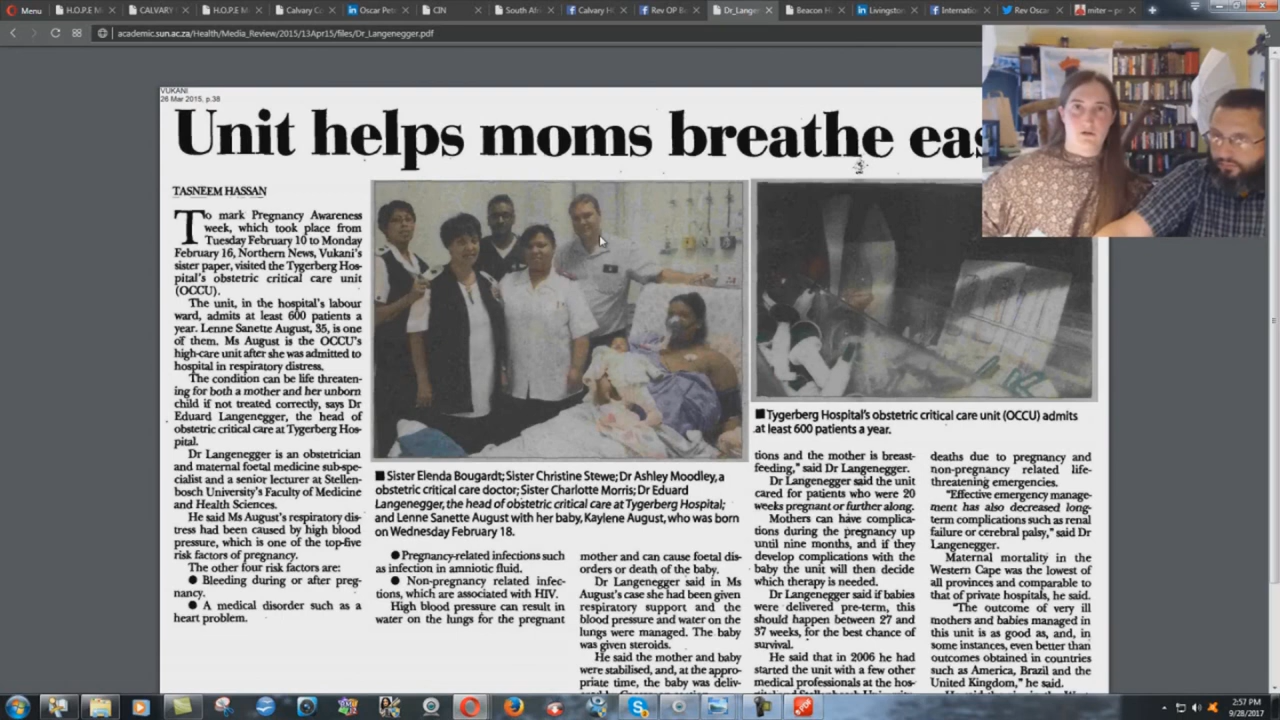 Menu
H.O.P.E M
CALVARY
H.O.P.E M
Calvary C
Oscar Pet
CIN
South Afr
Calvary H
Rev OP B
Dr_Lange
Beacon H
Livingston
Internatio
Rev Osca
miter – p
academic.sun.ac.za/Health/Media_Review/2015/13Apr15/files/Dr_Langenegger.pdf
VUKANI
26 Mar 2015, p.38
Unit helps moms breathe eas
TASNEEM HASSAN
To mark Pregnancy Awareness
week, which took place from
Tuesday February 10 to Monday
February 16, Northern News, Vukani's
sister paper, visited the Tygerberg Hos-
pital's obstetric critical care unit
(OCCU).
The unit, in the hospital's labour
ward, admits at least 600 patients a
year. Lenne Sanette August, 35, is one
of them. Ms August is the OCCU's
high-care unit after she was admitted to
hospital in respiratory distress.
The condition can be life threaten-
ing for both a mother and her unborn
child if not treated correctly, says Dr
Eduard Langenegger, the head of
obstetric critical care at Tygerberg Hos-
pital.
Dr Langenegger is an obstetrician
and maternal foetal medicine sub-spe-
cialist and a senior lecturer at Stellen-
bosch University's Faculty of Medicine
and Health Sciences.
He said Ms August's respiratory dis-
tress had been caused by high blood
pressure, which is one of the top-five
risk factors of pregnancy.
The other four risk factors are:
● Bleeding during or after preg-
nancy.
● A medical disorder such as a
heart problem.
■ Sister Elenda Bougardt; Sister Christine Stewe; Dr Ashley Moodley, a
obstetric critical care doctor; Sister Charlotte Morris; Dr Eduard
Langenegger, the head of obstetric critical care at Tygerberg Hospital;
and Lenne Sanette August with her baby, Kaylene August, who was born
on Wednesday February 18.
● Pregnancy-related infections such
as infection in amniotic fluid.
● Non-pregnancy related infec-
tions, which are associated with HIV.
High blood pressure can result in
water on the lungs for the pregnant
mother and can cause foetal dis-
orders or death of the baby.
Dr Langenegger said in Ms
August's case she had been given
respiratory support and the
blood pressure and water on the
lungs were managed. The baby
was given steroids.
He said the mother and baby
were stabilised, and, at the appro-
priate time, the baby was deliv-
■ Tygerberg Hospital's obstetric critical care unit (OCCU) admits
at least 600 patients a year.
tions and the mother is breast-
feeding," said Dr Langenegger.
Dr Langenegger said the unit
cared for patients who were 20
weeks pregnant or further along.
Mothers can have complica-
tions during the pregnancy up
until nine months, and if they
develop complications with the
baby the unit will then decide
which therapy is needed.
Dr Langenegger said if babies
were delivered pre-term, this
should happen between 27 and
37 weeks, for the best chance of
survival.
He said that in 2006 he had
started the unit with a few other
medical professionals at the hos-
deaths due to pregnancy and
non-pregnancy related life-
threatening emergencies.
"Effective emergency manage-
ment has also decreased long-
term complications such as renal
failure or cerebral palsy," said Dr
Langenegger.
Maternal mortality in the
Western Cape was the lowest of
all provinces and comparable to
that of private hospitals, he said.
"The outcome of very ill
mothers and babies managed in
this unit is as good as, and, in
some instances, even better than
outcomes obtained in countries
such as America, Brazil and the
United Kingdom," he said.
2:57 PM
9/28/2017